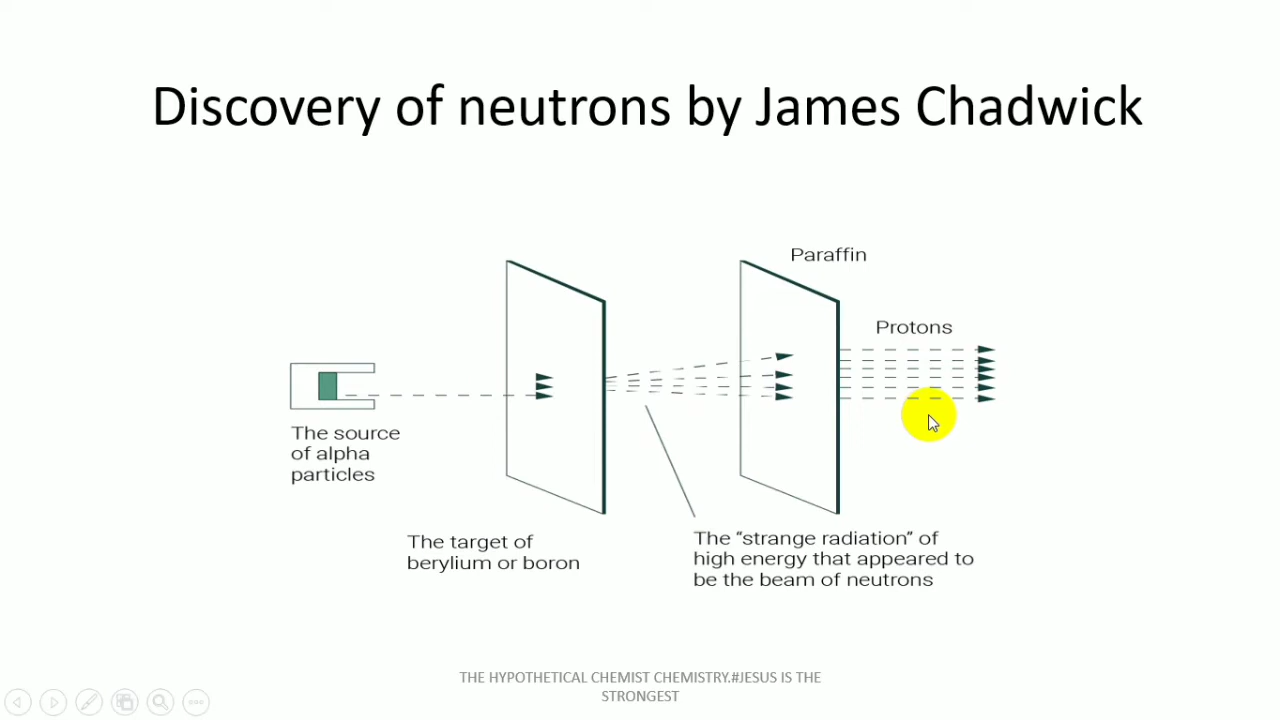 Discovery of neutrons by James Chadwick
Paraffin
Protons
The source
of alpha
particles
The target of
berylium or boron
The “strange radiation” of
high energy that appeared to
be the beam of neutrons
THE HYPOTHETICAL CHEMIST CHEMISTRY.#JESUS IS THE
STRONGEST